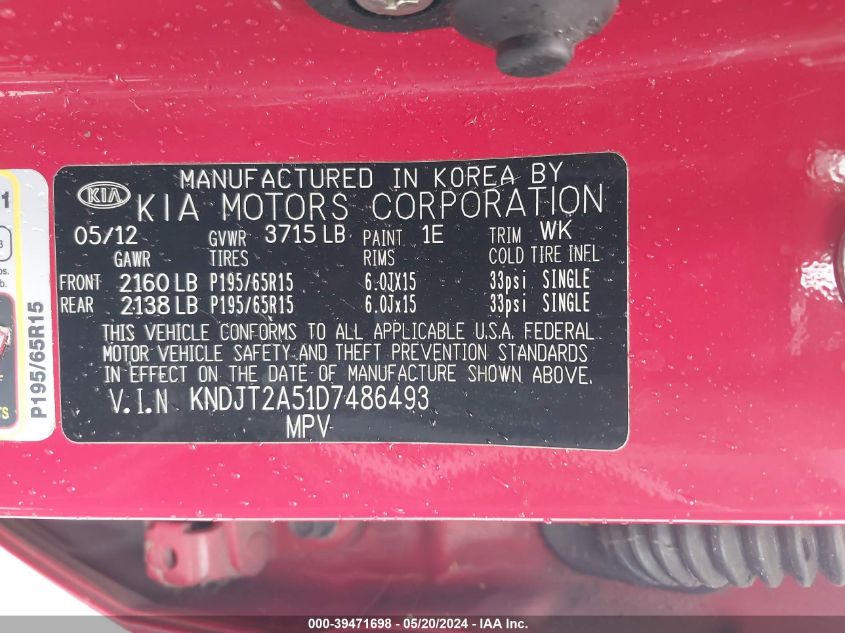 MANUFACTURED IN KOREA BY
KIA KIA MOTORS CORPORATION
05/12 GVWR 3715 LB PAINT 1E TRIM WK
GAWR TIRES RIMS COLD TIRE INFL
FRONT 2160 LB P195/65R15 6.0JX15 33psi SINGLE
REAR 2138 LB P195/65R15 6.0Jx15 33psi SINGLE
THIS VEHICLE CONFORMS TO ALL APPLICABLE U.S.A. FEDERAL
MOTOR VEHICLE SAFETY AND THEFT PREVENTION STANDARDS
IN EFFECT ON THE DATE OF MANUFACTURE SHOWN ABOVE.
V.I.N KNDJT2A51D7486493
MPV
P195/65R15
000-39471698 - 05/20/2024 - IAA Inc.